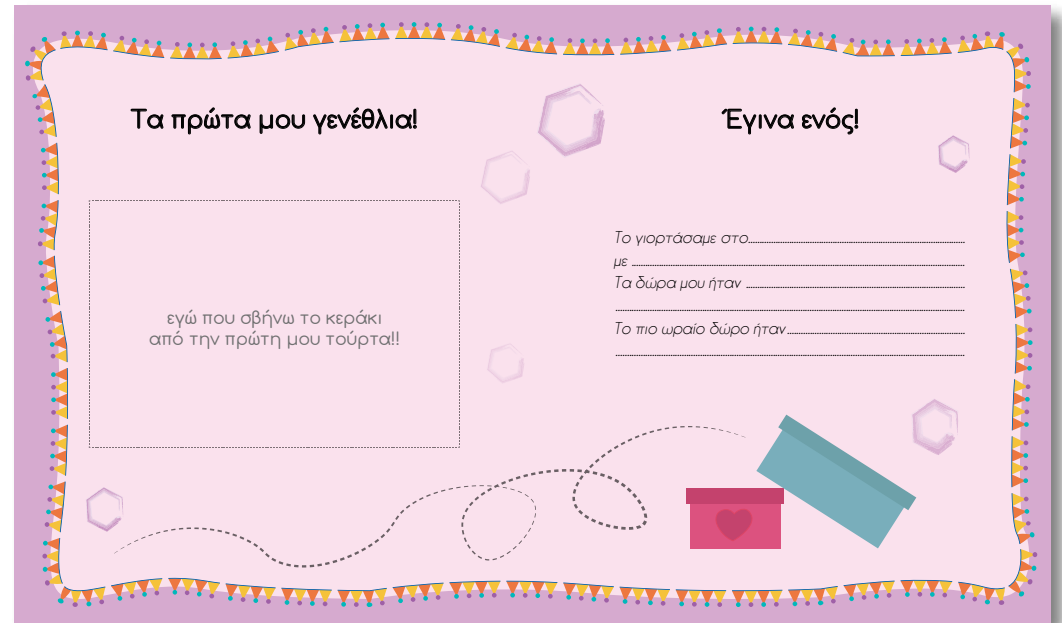 Τα πρώτα μου γενέθλια!
εγώ που σβήνω το κεράκι
από την πρώτη μου τούρτα!!
Έγινα ενός!
Το γιορτάσαμε στο
με
Τα δώρα μου ήταν
Το πιο ωραίο δώρο ήταν